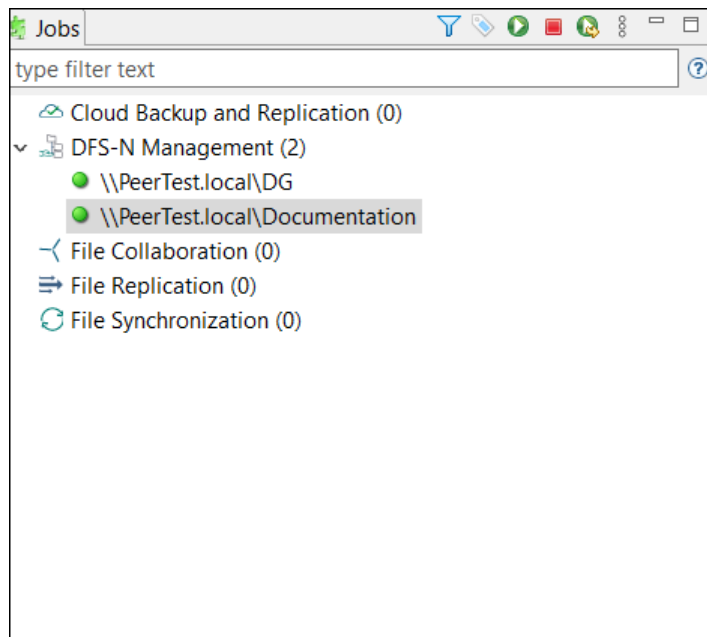 Jobs
type filter text
Cloud Backup and Replication (0)
DFS-N Management (2)
\\PeerTest.local\DG
\\PeerTest.local\Documentation
File Collaboration (0)
File Replication (0)
File Synchronization (0)